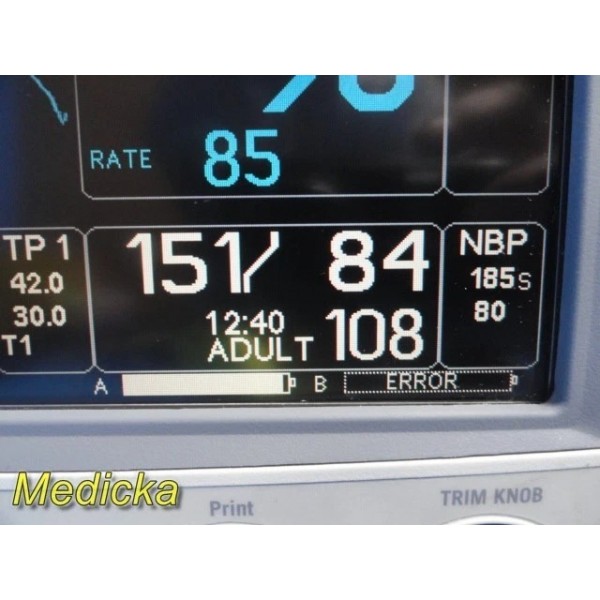 RATE 85
TP 1 151/ 84 NBP
42.0 185S
30.0 12:40 108 80
T1 ADULT
A B ERROR
Medicka
Print TRIM KNOB